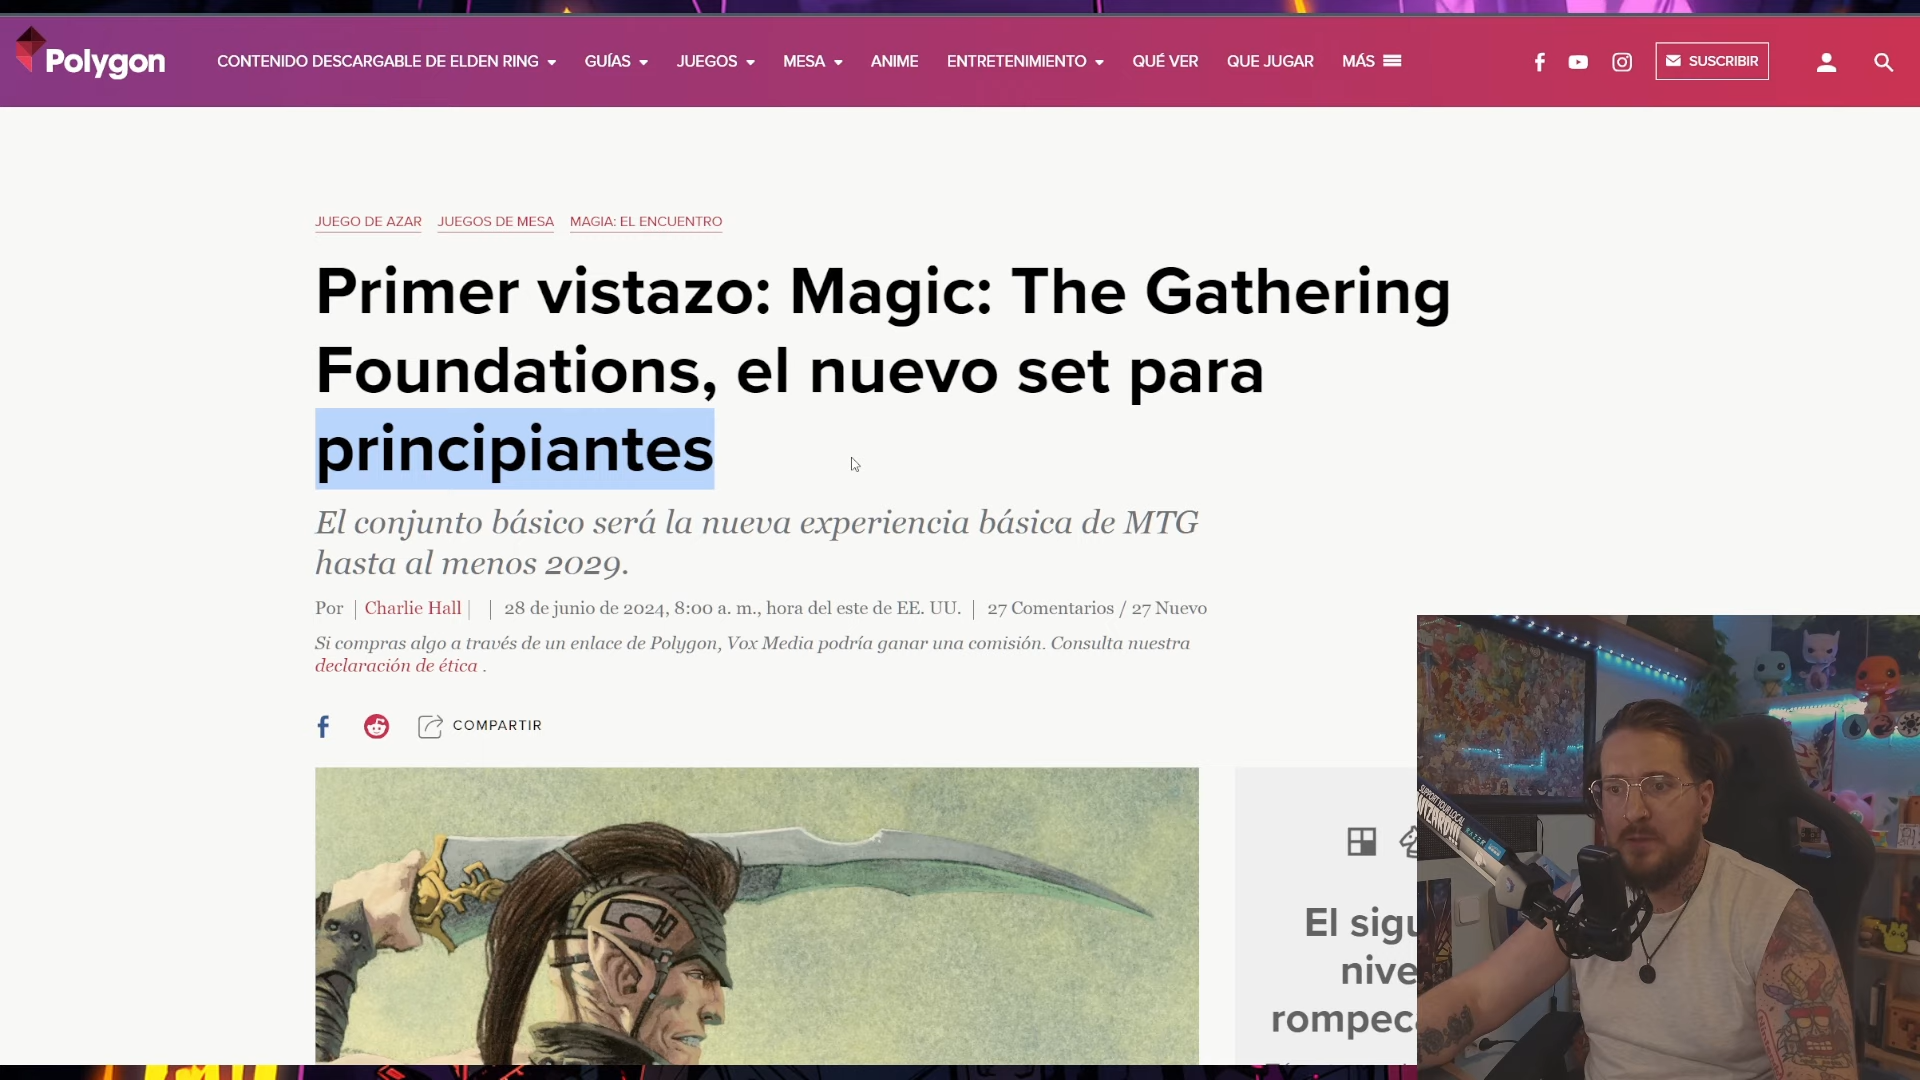 Polygon
CONTENIDO DESCARGABLE DE ELDEN RING GUÍAS JUEGOS MESA ANIME ENTRETENIMIENTO QUÉ VER QUE JUGAR MÁS SUSCRIBIR
JUEGO DE AZAR JUEGOS DE MESA MAGIA: EL ENCUENTRO
Primer vistazo: Magic: The Gathering
Foundations, el nuevo set para
principiantes
El conjunto básico será la nueva experiencia básica de MTG
hasta al menos 2029.
Por | Charlie Hall | | 28 de junio de 2024, 8:00 a. m., hora del este de EE. UU. | 27 Comentarios / 27 Nuevo
Si compras algo a través de un enlace de Polygon, Vox Media podría ganar una comisión. Consulta nuestra
declaración de ética .
COMPARTIR
El sigu
nive
rompec
SUPPORT YOUR LOCAL
WIZARD!!!
RAZER